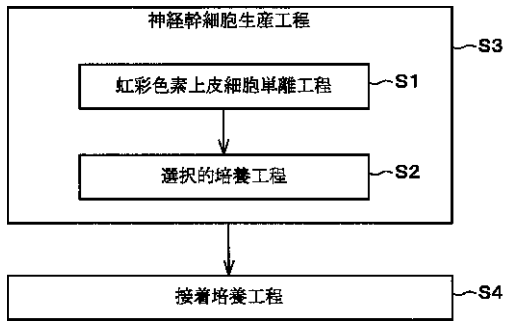 神経幹細胞生産工程
S3
虹彩色素上皮細胞単離工程
S1
選択的培養工程
S2
接着培養工程
S4